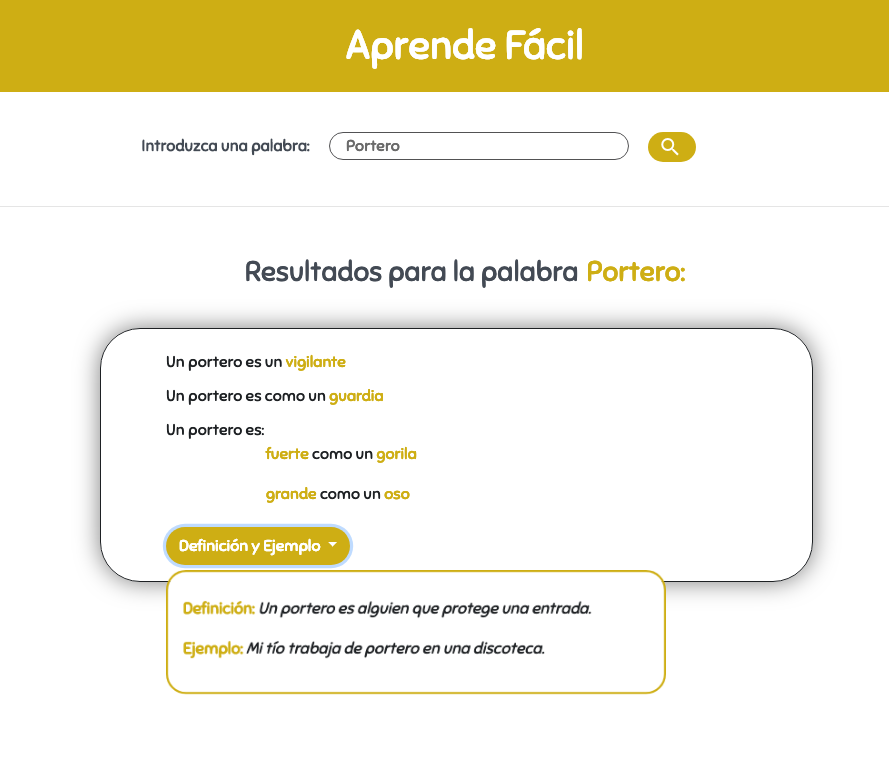 Aprende Fácil
Introduzca una palabra: Portero
Resultados para la palabra Portero:
Un portero es un vigilante
Un portero es como un guardia
Un portero es:
fuerte como un gorila
grande como un oso
Definición y Ejemplo
Definición: Un portero es alguien que protege una entrada.
Ejemplo: Mi tío trabaja de portero en una discoteca.